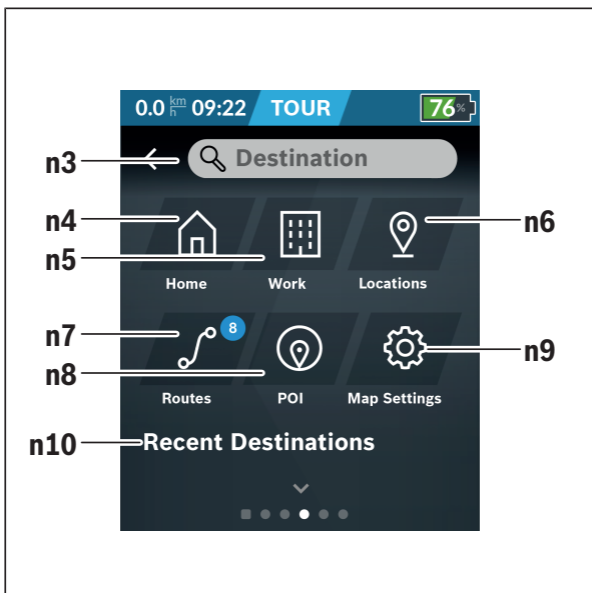 0.0 km/h 09:22 TOUR 76%
n3 Destination
n4 n6
n5
Home Work Locations
n7 8
n8 n9
Routes POI Map Settings
n10 Recent Destinations